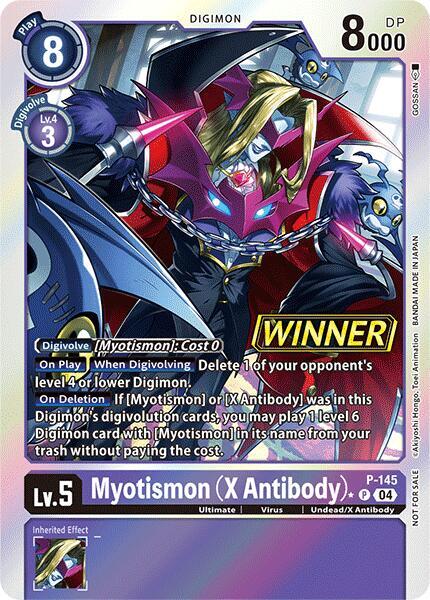 DIGIMON
Play
8
8000
DP
Digivolve
Lv.4
3
GOSSAN
©Akiyoshi Hongo, Toei Animation BANDAI MADE IN JAPAN
NOT FOR SALE
WINNER
Digivolve [Myotismon]: Cost 0
On Play When Digivolving Delete 1 of your opponent's
level 4 or lower Digimon.
On Deletion If [Myotismon] or [X Antibody] was in this
Digimon's digivolution cards, you may play 1 level 6
Digimon card with [Myotismon] in its name from your
trash without paying the cost.
Lv.5
Myotismon (X Antibody)
P-145
P 04
Ultimate Virus Undead/X Antibody
Inherited Effect
–